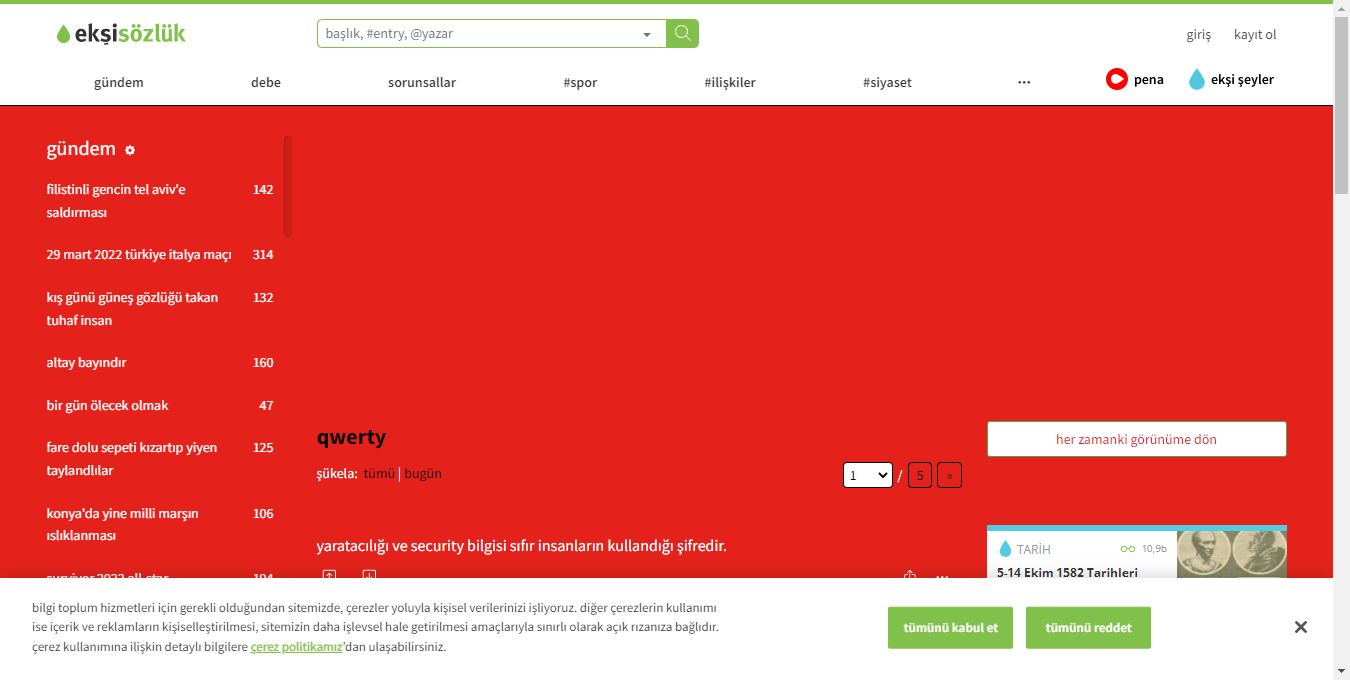 ekşisözlük
başlık, #entry, @yazar
giriş
kayıt ol
gündem
debe
sorunsallar
#spor
#ilişkiler
#siyaset
...
pena
ekşi şeyler
gündem
filistinli gencin tel aviv'e
saldırması
142
29 mart 2022 türkiye italya maçı
314
kış günü güneş gözlüğü takan
tuhaf insan
132
altay bayındır
160
bir gün ölecek olmak
47
fare dolu sepeti kızartıp yiyen
taylandlılar
125
konya'da yine milli marşın
ıslıklanması
106
survivor 2022 all-star
194
qwerty
şükela: tümü | bugün
1 / 5 »
yaratacılığı ve security bilgisi sıfır insanların kullandığı şifredir.
her zamanki görünüme dön
TARİH
10,9b
5-14 Ekim 1582 Tarihleri
bilgi toplum hizmetleri için gerekli olduğundan sitemizde, çerezler yoluyla kişisel verilerinizi işliyoruz. diğer çerezlerin kullanımı
ise içerik ve reklamların kişiselleştirilmesi, sitemizin daha işlevsel hale getirilmesi amaçlarıyla sınırlı olarak açık rızanıza bağlıdır.
çerez kullanımına ilişkin detaylı bilgilere çerez politikamız'dan ulaşabilirsiniz.
tümünü kabul et
tümünü reddet